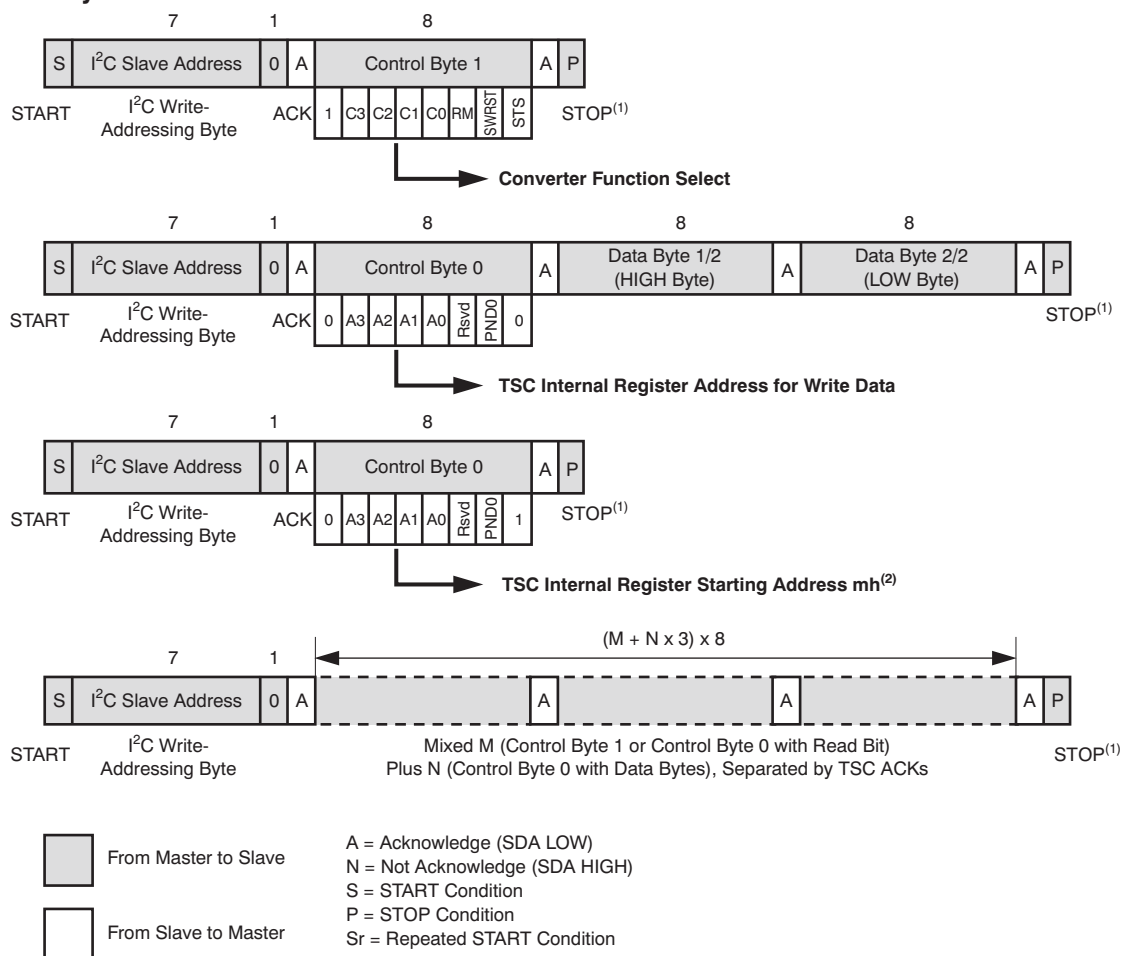 7 1 8
S I²C Slave Address 0 A Control Byte 1 A P
START I²C Write- Addressing Byte ACK 1 C3 C2 C1 C0 RM SWRST STS STOP(1)
Converter Function Select
7 1 8 8 8
S I²C Slave Address 0 A Control Byte 0 A Data Byte 1/2 (HIGH Byte) A Data Byte 2/2 (LOW Byte) A P
START I²C Write- Addressing Byte ACK 0 A3 A2 A1 A0 Rsvd PND0 0 STOP(1)
TSC Internal Register Address for Write Data
7 1 8
S I²C Slave Address 0 A Control Byte 0 A P
START I²C Write- Addressing Byte ACK 0 A3 A2 A1 A0 Rsvd PND0 1 STOP(1)
TSC Internal Register Starting Address mh(2)
(M + N x 3) x 8
7 1
S I²C Slave Address 0 A A A A P
START I²C Write- Addressing Byte STOP(1)
Mixed M (Control Byte 1 or Control Byte 0 with Read Bit)
Plus N (Control Byte 0 with Data Bytes), Separated by TSC ACKs
From Master to Slave
From Slave to Master
A = Acknowledge (SDA LOW)
N = Not Acknowledge (SDA HIGH)
S = START Condition
P = STOP Condition
Sr = Repeated START Condition